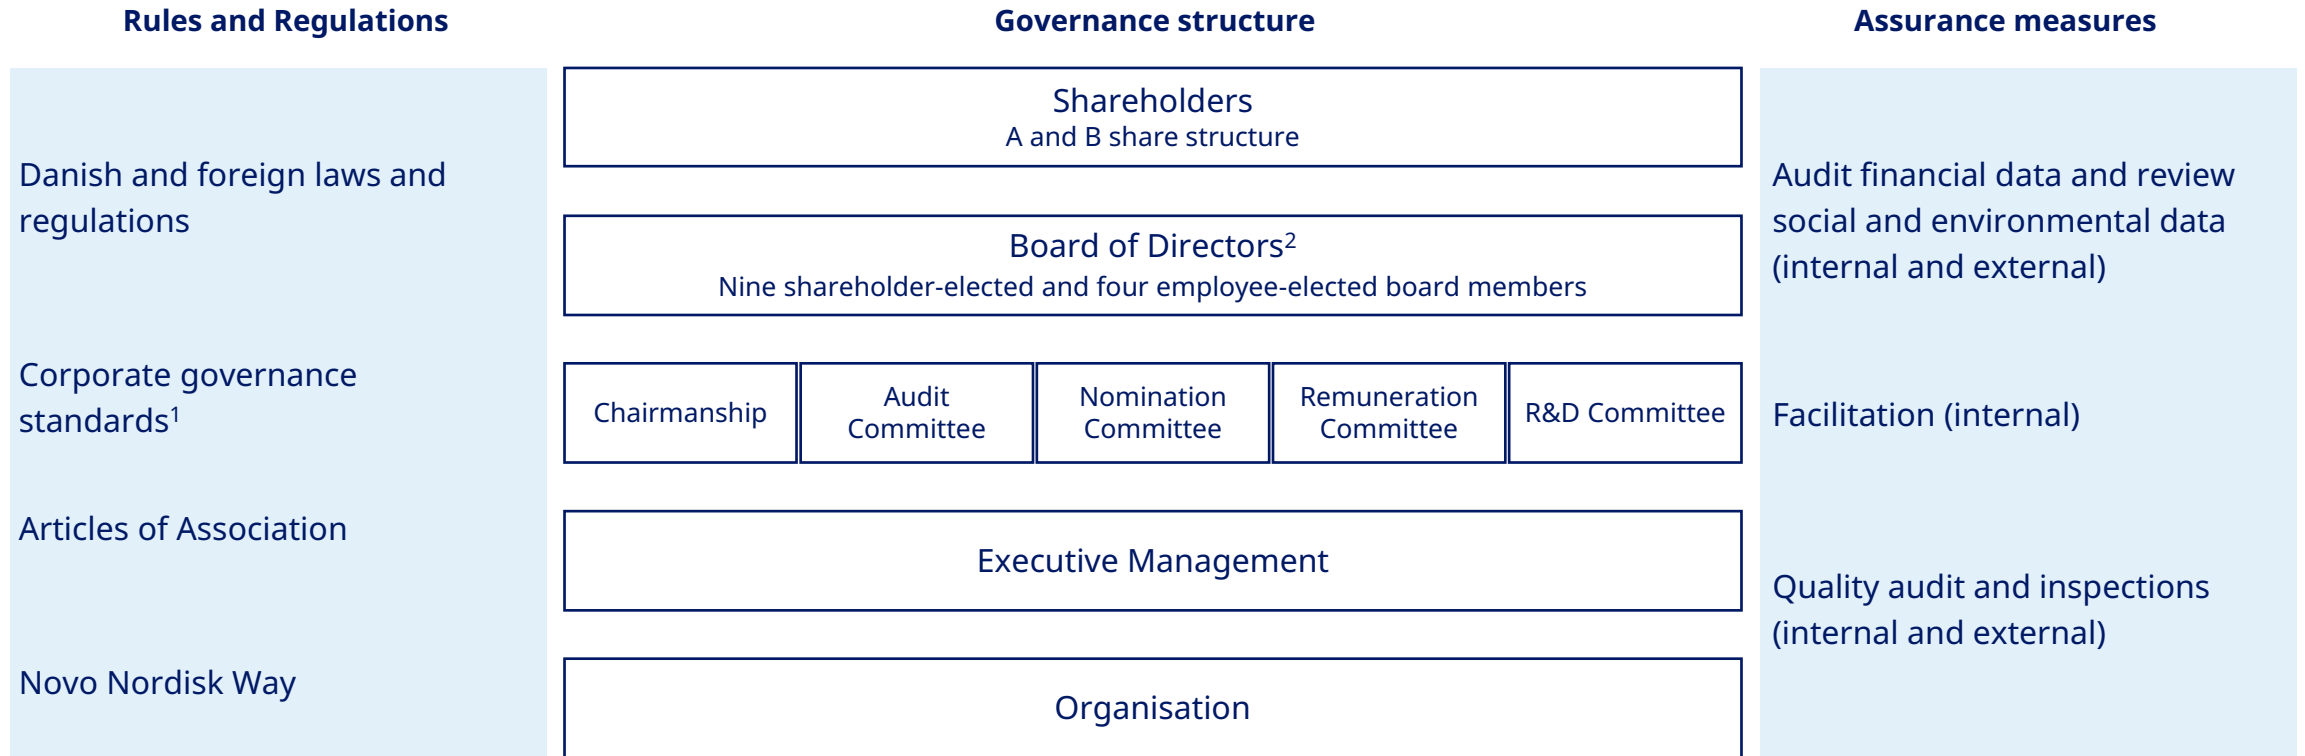 Rules and Regulations
Danish and foreign laws and
regulations
Corporate governance
standards¹
Articles of Association
Novo Nordisk Way
Governance structure
Shareholders
A and B share structure
Board of Directors²
Nine shareholder-elected and four employee-elected board members
Chairmanship
Audit
Committee
Nomination
Committee
Remuneration
Committee
R&D Committee
Executive Management
Organisation
Assurance measures
Audit financial data and review
social and environmental data
(internal and external)
Facilitation (internal)
Quality audit and inspections
(internal and external)